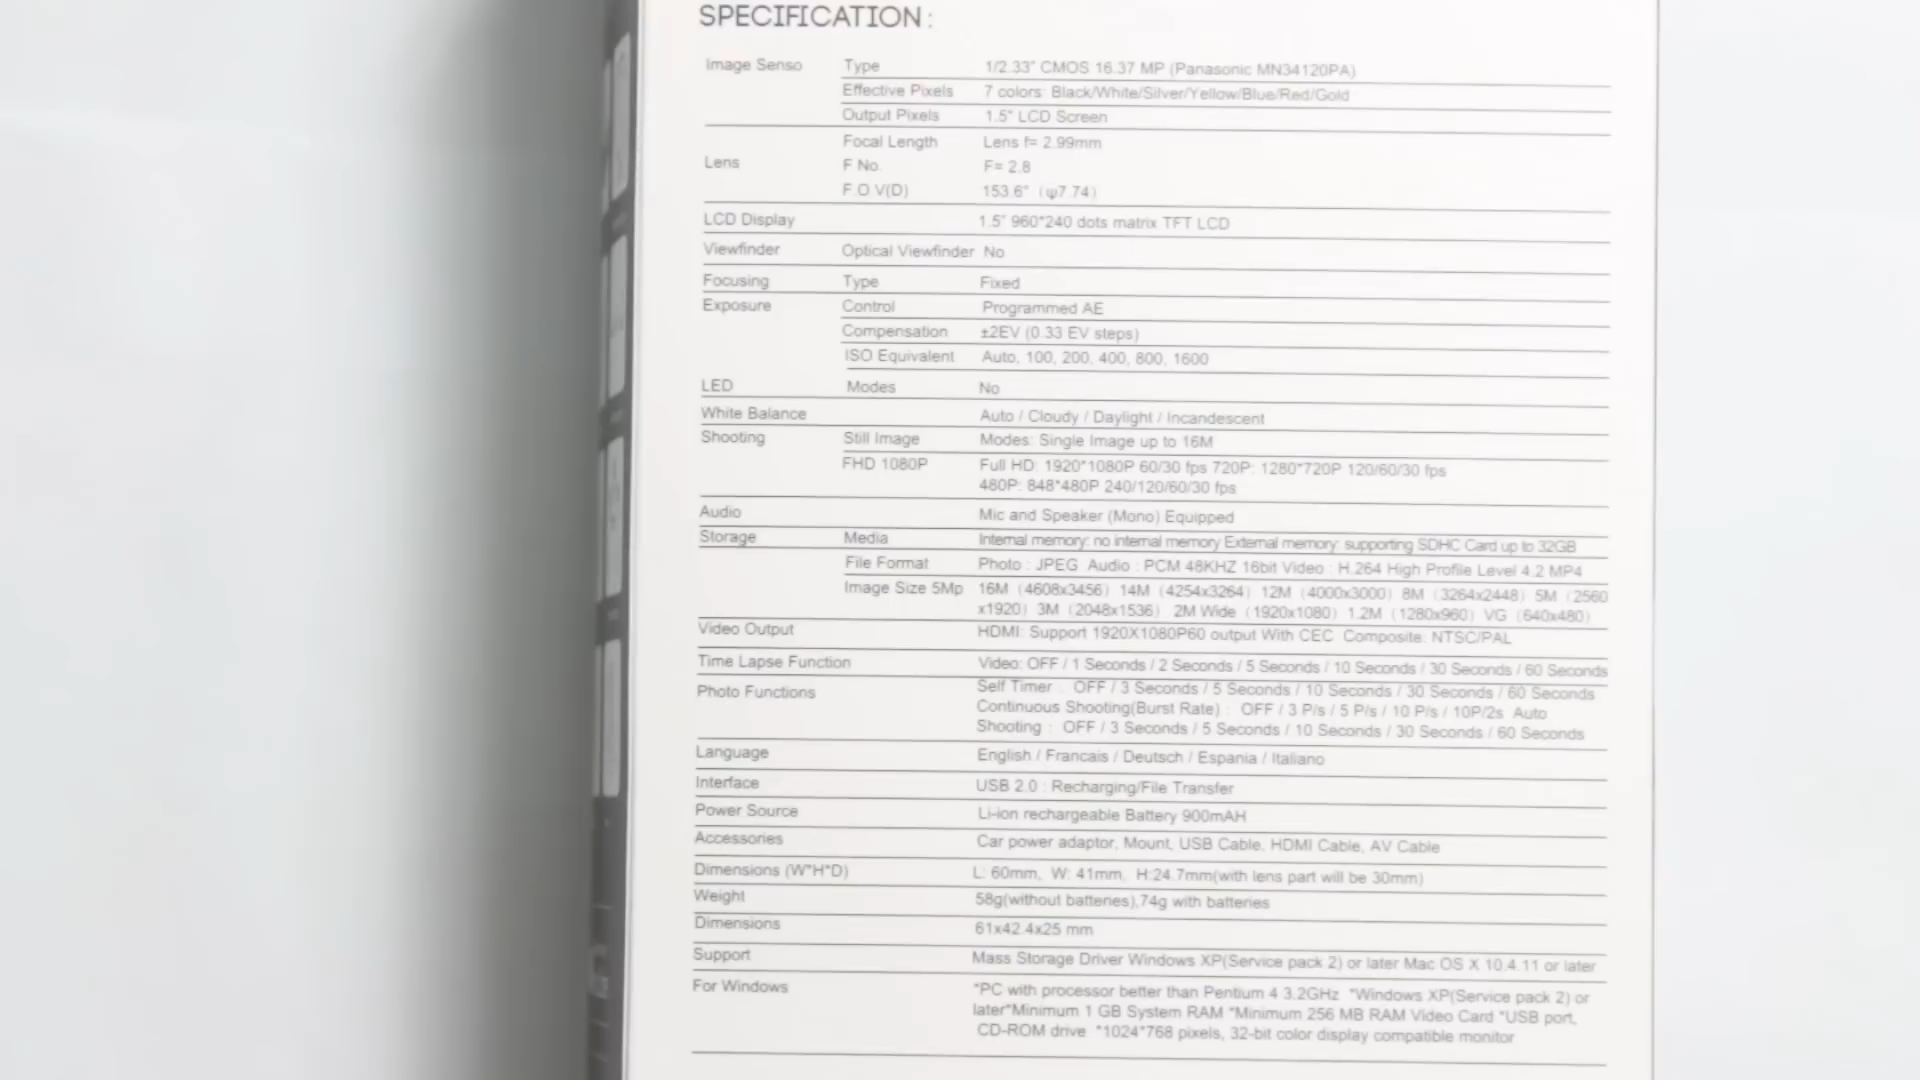 SPECIFICATION :
Image Senso Type 1/2.33" CMOS 16.37 MP (Panasonic MN34120PA)
Effective Pixels 7 colors: Black/White/Silver/Yellow/Blue/Red/Gold
Output Pixels 1.5" LCD Screen
Focal Length Lens f= 2.99mm
Lens F No. F= 2.8
F O V(D) 153.6° (ψ7.74)
LCD Display 1.5" 960*240 dots matrix TFT LCD
Viewfinder Optical Viewfinder No
Focusing Type Fixed
Exposure Control Programmed AE
Compensation ±2EV (0.33 EV steps)
ISO Equivalent Auto, 100, 200, 400, 800, 1600
LED Modes No
White Balance Auto / Cloudy / Daylight / Incandescent
Shooting Still Image Modes: Single Image up to 16M
FHD 1080P Full HD: 1920*1080P 60/30 fps 720P: 1280*720P 120/60/30 fps
480P: 848*480P 240/120/60/30 fps
Audio Mic and Speaker (Mono) Equipped
Storage Media Internal memory: no internal memory External memory: supporting SDHC Card up to 32GB
File Format Photo : JPEG Audio : PCM 48KHZ 16bit Video : H.264 High Profile Level 4.2 MP4
Image Size 5Mp 16M (4608x3456) 14M (4254x3264) 12M (4000x3000) 8M (3264x2448) 5M (2560
x1920) 3M (2048x1536) 2M Wide (1920x1080) 1.2M (1280x960) VG (640x480)
Video Output HDMI: Support 1920X1080P60 output With CEC Composite: NTSC/PAL
Time Lapse Function Video: OFF / 1 Seconds / 2 Seconds / 5 Seconds / 10 Seconds / 30 Seconds / 60 Seconds
Photo Functions Self Timer : OFF / 3 Seconds / 5 Seconds / 10 Seconds / 30 Seconds / 60 Seconds
Continuous Shooting(Burst Rate) : OFF / 3 P/s / 5 P/s / 10 P/s / 10P/2s Auto
Shooting : OFF / 3 Seconds / 5 Seconds / 10 Seconds / 30 Seconds / 60 Seconds
Language English / Francais / Deutsch / Espania / Italiano
Interface USB 2.0 : Recharging/File Transfer
Power Source Li-ion rechargeable Battery 900mAH
Accessories Car power adaptor, Mount, USB Cable, HDMI Cable, AV Cable
Dimensions (W*H*D) L: 60mm, W: 41mm, H:24.7mm(with lens part will be 30mm)
Weight 58g(without batteries),74g with batteries
Dimensions 61x42.4x25 mm
Support Mass Storage Driver Windows XP(Service pack 2) or later Mac OS X 10.4.11 or later
For Windows *PC with processor better than Pentium 4 3.2GHz *Windows XP(Service pack 2) or
later*Minimum 1 GB System RAM *Minimum 256 MB RAM Video Card *USB port,
CD-ROM drive *1024*768 pixels, 32-bit color display compatible monitor